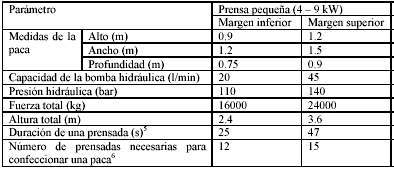 Parámetro Prensa pequeña (4 – 9 kW)
Margen inferior Margen superior
Medidas de la paca Alto (m) 0.9 1.2
Ancho (m) 1.2 1.5
Profundidad (m) 0.75 0.9
Capacidad de la bomba hidráulica (l/min) 20 45
Presión hidráulica (bar) 110 140
Fuerza total (kg) 16000 24000
Altura total (m) 2.4 3.6
Duración de una prensada (s)5 25 47
Número de prensadas necesarias para 12 15
confeccionar una paca6